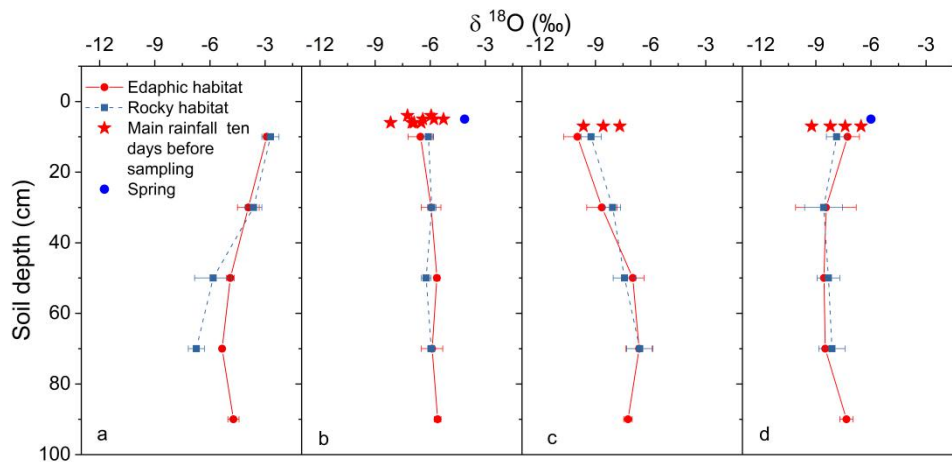 δ ¹⁸O (‰)
-12 -9 -6 -3 -12 -9 -6 -3 -12 -9 -6 -3 -12 -9 -6 -3
Soil depth (cm)
0
20
40
60
80
100
Edaphic habitat
Rocky habitat
Main rainfall ten
days before
sampling
Spring
a
b
c
d